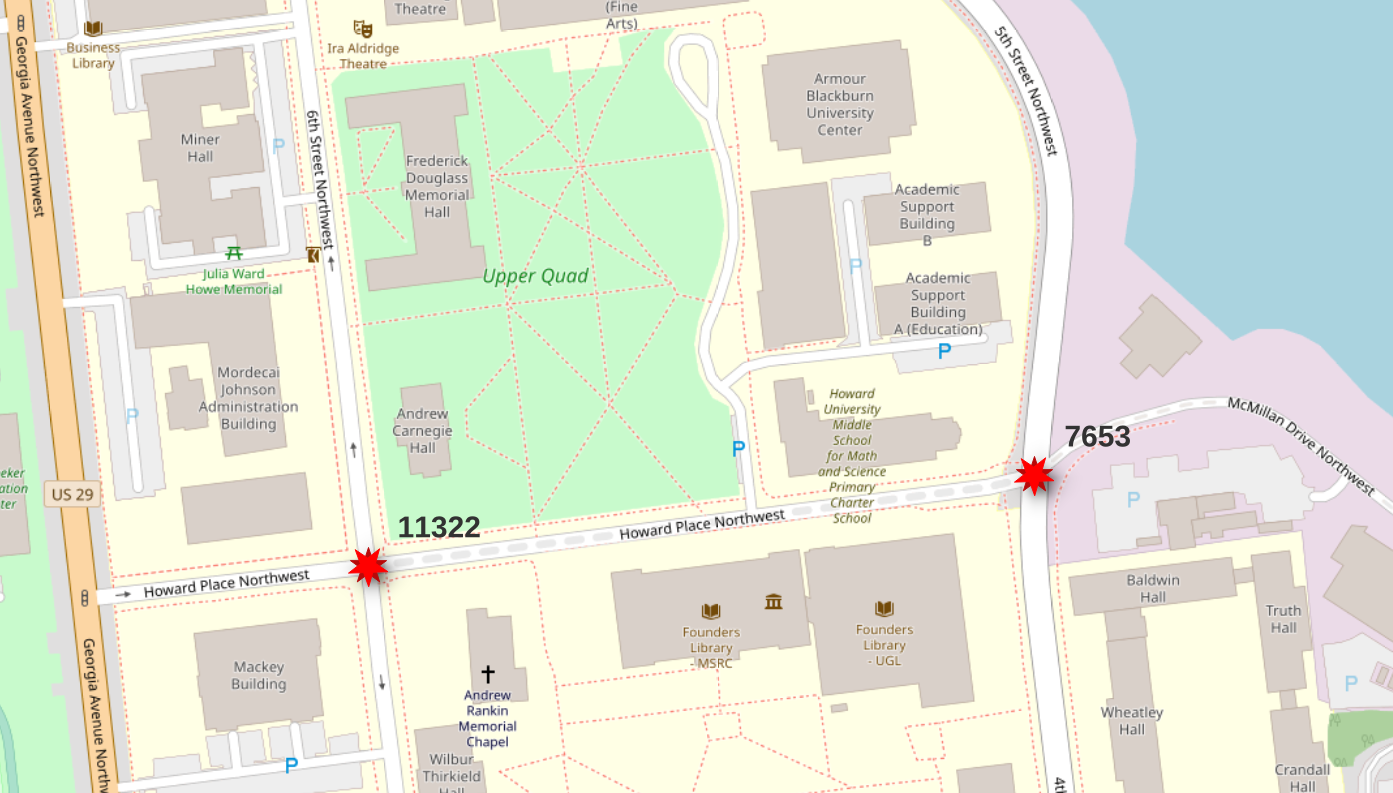 Theatre
(Fine
Arts)
Business
Library
Ira Aldridge
Theatre
Georgia Avenue Northwest
5th Street Northwest
Armour
Blackburn
University
Center
Miner
Hall
P
6th Street Northwest
Frederick
Douglass
Memorial
Hall
Academic
Support
Building
B
Upper Quad
P
Julia Ward
Howe Memorial
Academic
Support
Building
A (Education)
P
Mordecai
Johnson
Administration
Building
P
Andrew
Carnegie
Hall
Howard
University
Middle
School
for Math
and Science
Primary
Charter
School
P
McMillan Drive Northwest
7653
US 29
P
11322
Howard Place Northwest
Howard Place Northwest
Baldwin
Hall
Truth
Hall
Founders
Library
- MSRC
Founders
Library
- UGL
Mackey
Building
Georgia Avenue Northw
Andrew
Rankin
Memorial
Chapel
P
Wheatley
Hall
P
Wilbur
Thirkield
Hall
Crandall
Hall
4t